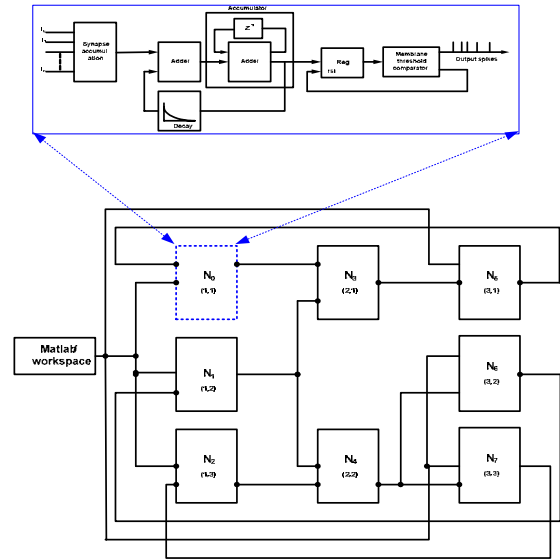 Accumulator
Synapse
accumul
ation
Adder
Z
Adder
Decay
Reg
rst
Membrane
threshold
comparator
Output spikes
N0
(1,1)
N3
(2,1)
N5
(3,1)
Matlab/
workspace
N1
(1,2)
N6
(3,2)
N2
(1,3)
N4
(2,2)
N7
(3,3)